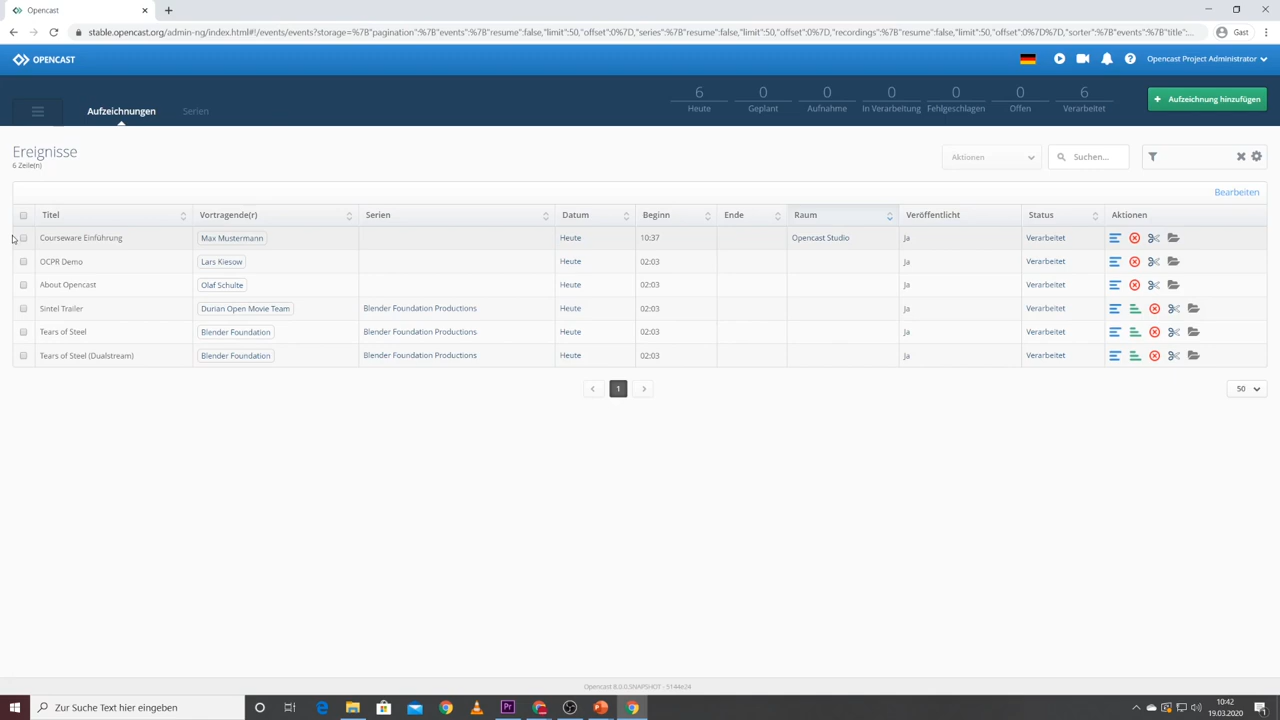 Opencast
stable.opencast.org/admin-ng/index.html#!/events/events?storage=%7B"pagination":%7B"events":%7B"resume":false,"limit":50,"offset":0%7D,"series":%7B"resume":false,"limit":50,"offset":0%7D,"recordings":%7B"resume":false,"limit":50,"offset":0%7D%7D,"sorter":%7B"events":%7B"title":...
Gast
OPENCAST
Opencast Project Administrator
Aufzeichnungen
Serien
6 0 0 0 0 0 6
Heute Geplant Aufnahme In Verarbeitung Fehlgeschlagen Offen Verarbeitet
+ Aufzeichnung hinzufügen
Ereignisse
6 Zeile(n)
Aktionen
Suchen...
Bearbeiten
Titel Vortragende(r) Serien Datum Beginn Ende Raum Veröffentlicht Status Aktionen
Courseware Einführung Max Mustermann Heute 10:37 Opencast Studio Ja Verarbeitet
OCPR Demo Lars Kiesow Heute 02:03 Ja Verarbeitet
About Opencast Olaf Schulte Heute 02:03 Ja Verarbeitet
Sintel Trailer Durian Open Movie Team Blender Foundation Productions Heute 02:03 Ja Verarbeitet
Tears of Steel Blender Foundation Blender Foundation Productions Heute 02:03 Ja Verarbeitet
Tears of Steel (Dualstream) Blender Foundation Blender Foundation Productions Heute 02:03 Ja Verarbeitet
1
50
Opencast 8.0.0.SNAPSHOT - 5144e24
Zur Suche Text hier eingeben
Pr
10:42
19.03.2020